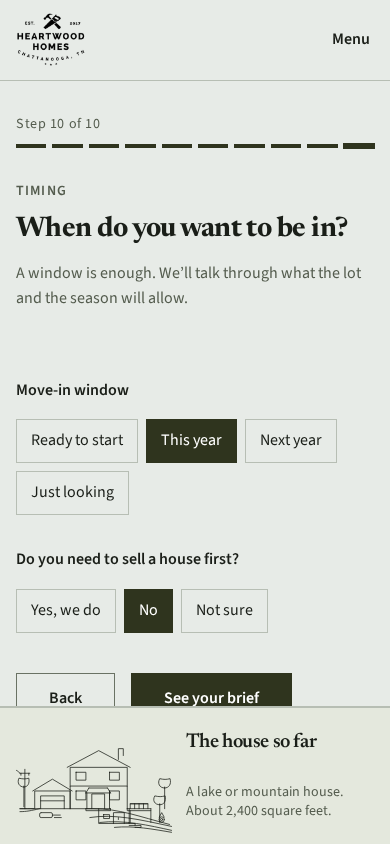 EST. 2017
HEARTWOOD
HOMES
CHATTANOOGA, TN
Menu
Step 10 of 10
TIMING
When do you want to be in?
A window is enough. We’ll talk through what the lot
and the season will allow.
Move-in window
Ready to start
This year
Next year
Just looking
Do you need to sell a house first?
Yes, we do
No
Not sure
Back
See your brief
The house so far
A lake or mountain house.
About 2,400 square feet.